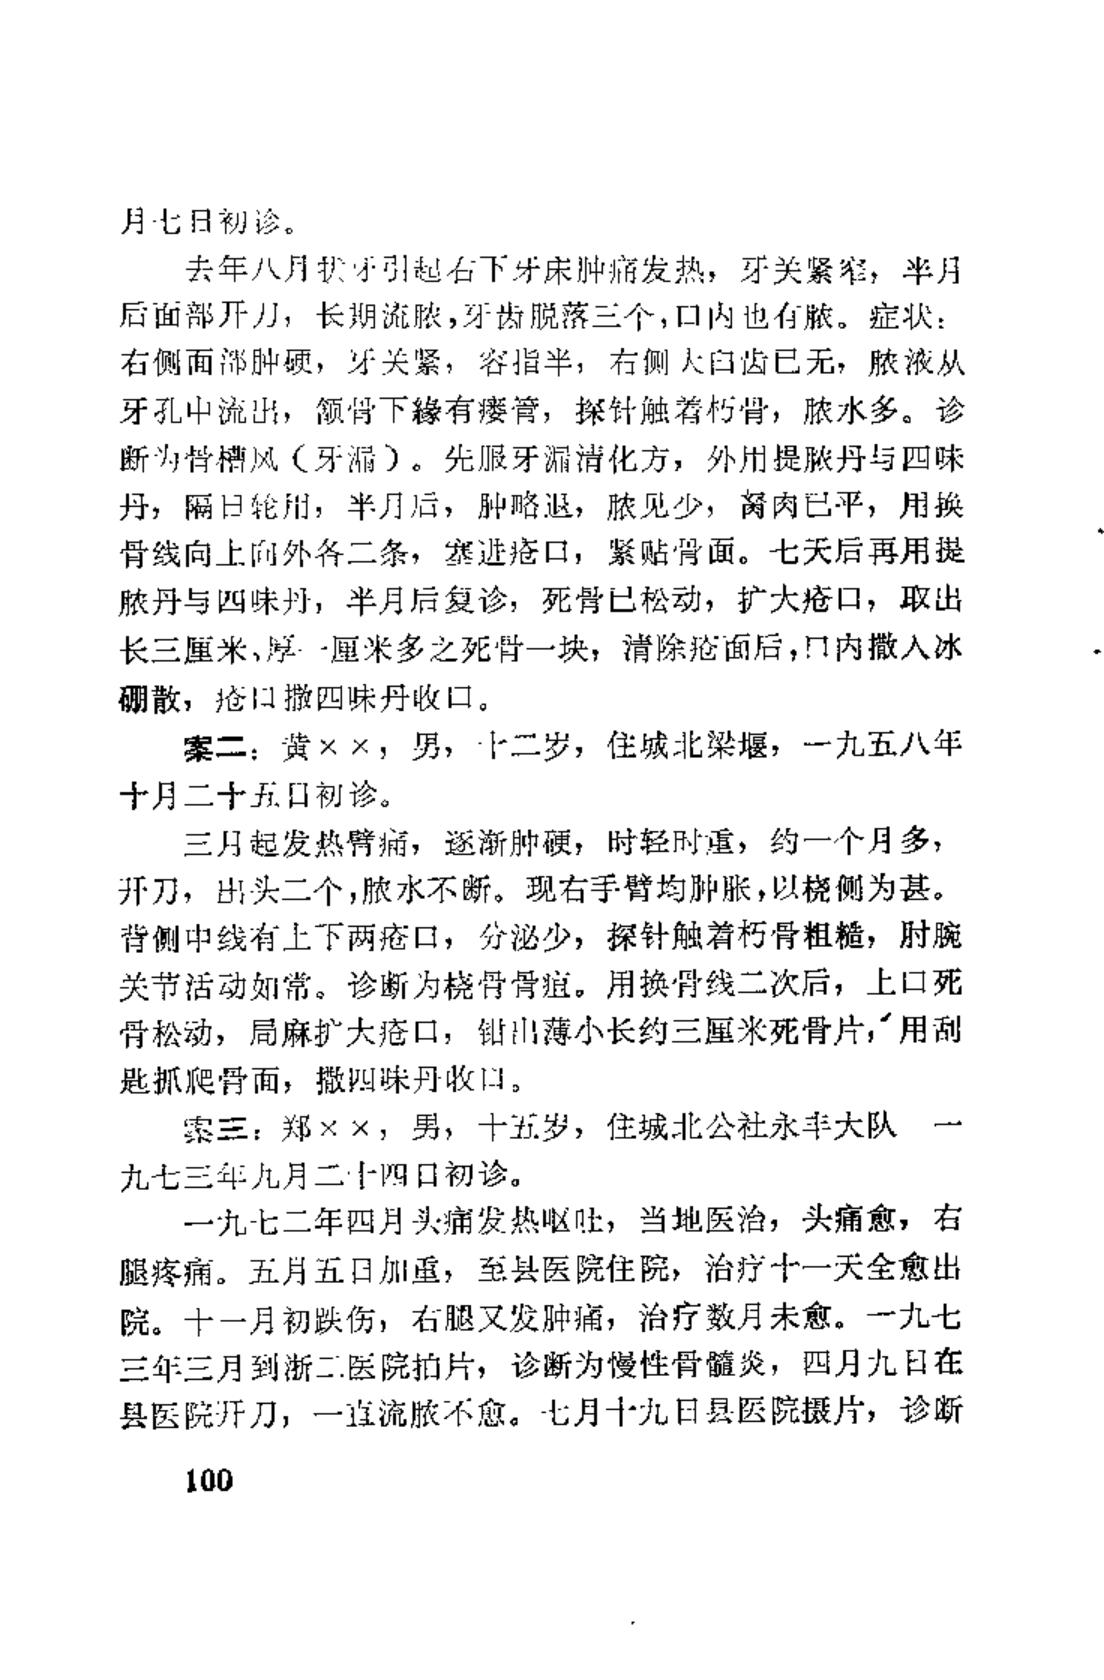 月七日初诊。
去年八月拔牙引起右下牙床肿痛发热，牙关紧窄，半月
后面部开刀，长期流脓，牙齿脱落三个，口内也有脓。症状：
右侧面部肿硬，牙关紧，容指半，右侧大臼齿已无，脓液从
牙孔中流出，颔骨下缘有瘘管，探针触着朽骨，脓水多。诊
断为骨槽风（牙漏）。先服牙漏清化方，外用提脓丹与四味
丹，隔日轮用，半月后，肿略退，脓见少，胬肉已平，用换
骨线向上向外各二条，塞进疮口，紧贴骨面。七天后再用提
脓丹与四味丹，半月后复诊，死骨已松动，扩大疮口，取出
长三厘米、厚一厘米多之死骨一块，清除疮面后，口内撒入冰
硼散，疮口撒四味丹收口。
案二：黄××，男，十二岁，住城北梁堰，一九五八年
十月二十五日初诊。
三月起发热臂痛，逐渐肿硬，时轻时重，约一个月多，
开刀，出头二个，脓水不断。现右手臂均肿胀，以桡侧为甚。
背侧中线有上下两疮口，分泌少，探针触着朽骨粗糙，肘腕
关节活动如常。诊断为桡骨骨疽。用换骨线二次后，上口死
骨松动，局麻扩大疮口，钳出薄小长约三厘米死骨片，用刮
匙抓爬骨面，撒四味丹收口。
案三：郑××，男，十五岁，住城北公社永丰大队 一
九七三年九月二十四日初诊。
一九七二年四月头痛发热呕吐，当地医治，头痛愈，右
腿疼痛。五月五日加重，至县医院住院，治疗十一天全愈出
院。十一月初跌伤，右腿又发肿痛，治疗数月未愈。一九七
三年三月到浙二医院拍片，诊断为慢性骨髓炎，四月九日在
县医院开刀，一直流脓不愈。七月十九日县医院摄片，诊断
100